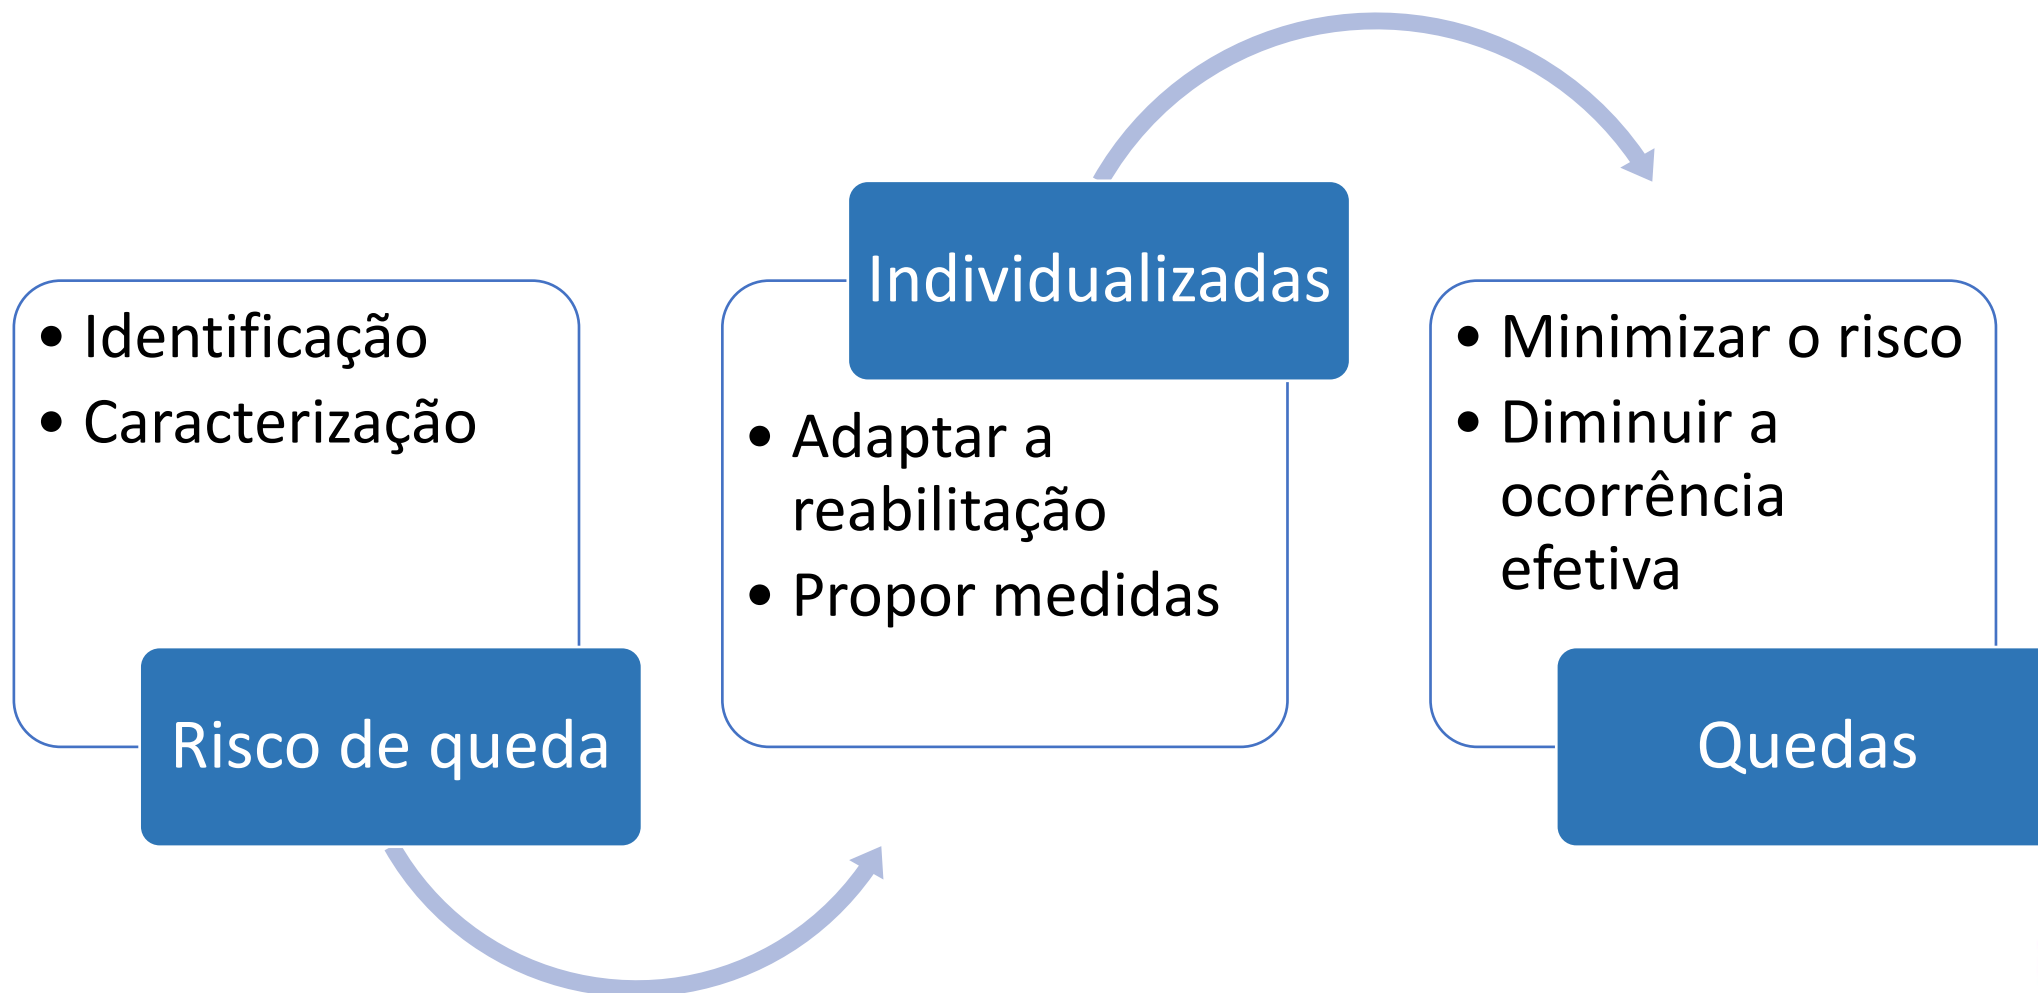 • Identificação
• Caracterização
Risco de queda
Individualizadas
• Adaptar a
reabilitação
• Propor medidas
• Minimizar o risco
• Diminuir a
ocorrência
efetiva
Quedas